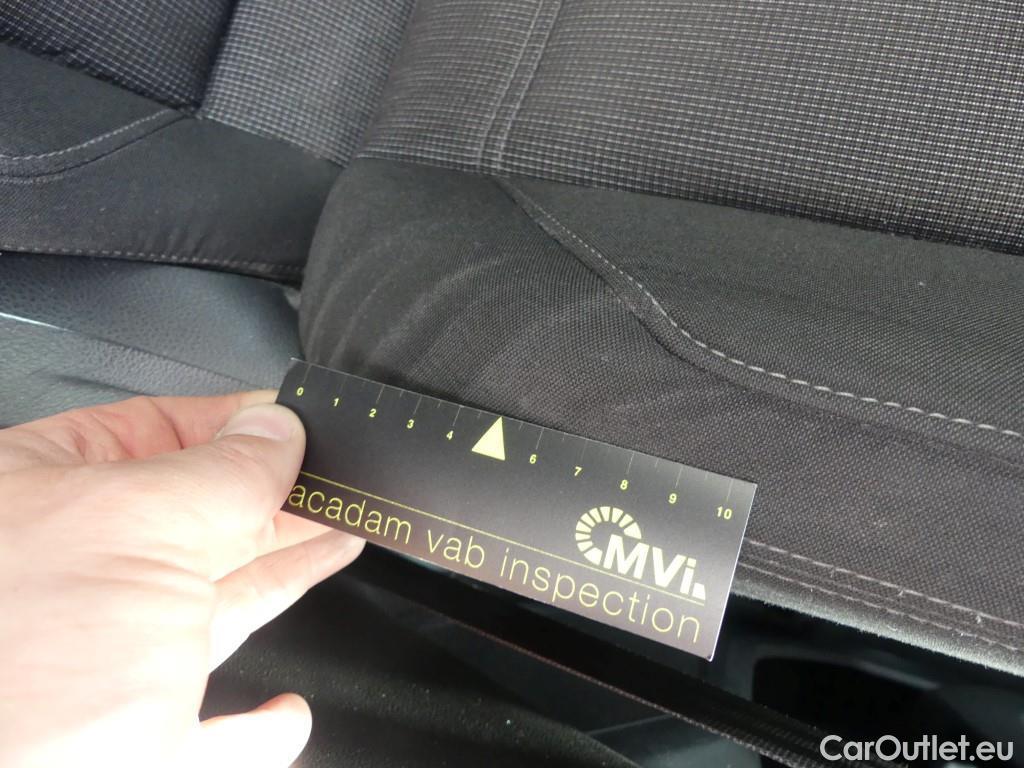 0 1 2 3 4 6 7 8 9 10
MVi
acadam vab inspection
CarOutlet.eu